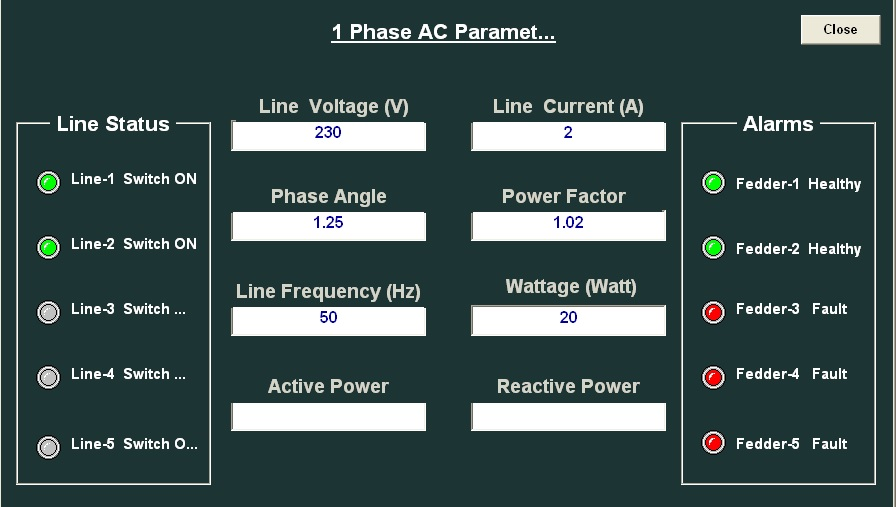 1 Phase AC Paramet...
Close
Line Status
Line-1 Switch ON
Line-2 Switch ON
Line-3 Switch ...
Line-4 Switch ...
Line-5 Switch O...
Line Voltage (V)
230
Line Current (A)
2
Phase Angle
1.25
Power Factor
1.02
Line Frequency (Hz)
50
Wattage (Watt)
20
Active Power
Reactive Power
Alarms
Fedder-1 Healthy
Fedder-2 Healthy
Fedder-3 Fault
Fedder-4 Fault
Fedder-5 Fault